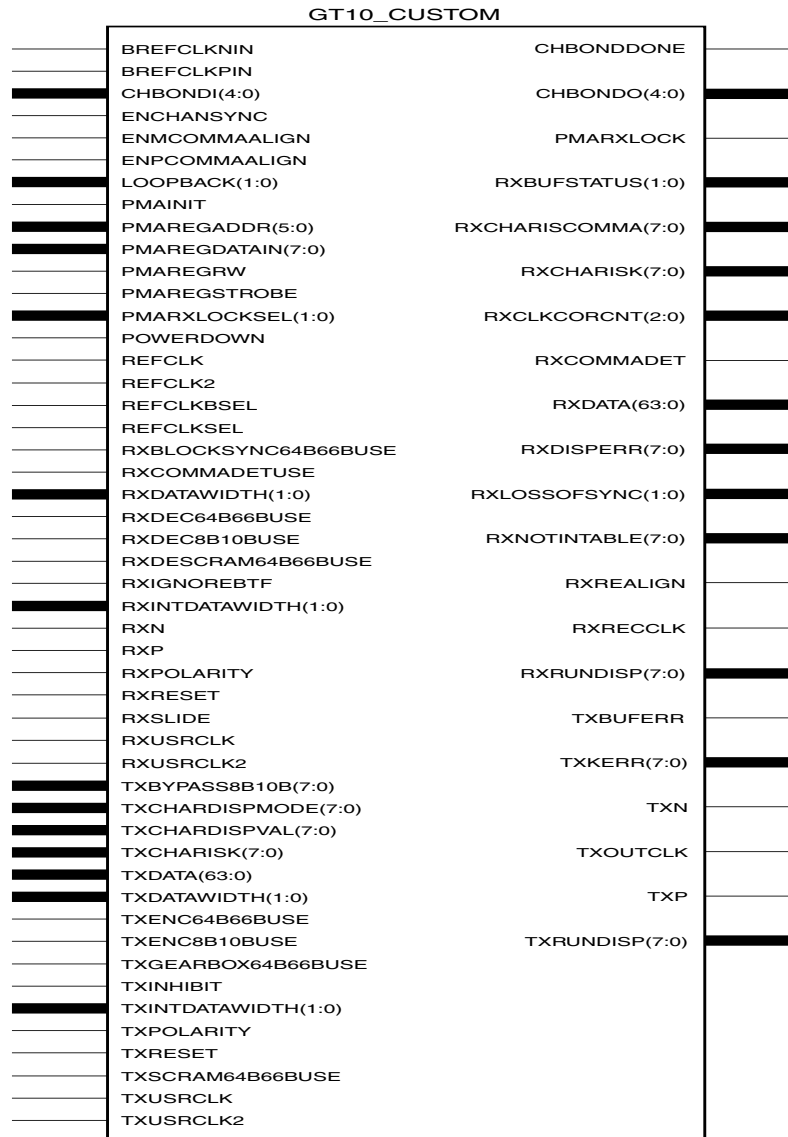 GT10_CUSTOM
BREFCLKNIN
BREFCLKPIN
CHBONDI(4:0)
ENCHANSYNC
ENMCOMMAALIGN
ENPCOMMAALIGN
LOOPBACK(1:0)
PMAINIT
PMAREGADDR(5:0)
PMAREGDATAIN(7:0)
PMAREGRW
PMAREGSTROBE
PMARXLOCKSEL(1:0)
POWERDOWN
REFCLK
REFCLK2
REFCLKBSEL
REFCLKSEL
RXBLOCKSYNC64B66BUSE
RXCOMMADETUSE
RXDATAWIDTH(1:0)
RXDEC64B66BUSE
RXDEC8B10BUSE
RXDESCRAM64B66BUSE
RXIGNOREBTF
RXINTDATAWIDTH(1:0)
RXN
RXP
RXPOLARITY
RXRESET
RXSLIDE
RXUSRCLK
RXUSRCLK2
TXBYPASS8B10B(7:0)
TXCHARDISPMODE(7:0)
TXCHARDISPVAL(7:0)
TXCHARISK(7:0)
TXDATA(63:0)
TXDATAWIDTH(1:0)
TXENC64B66BUSE
TXENC8B10BUSE
TXGEARBOX64B66BUSE
TXINHIBIT
TXINTDATAWIDTH(1:0)
TXPOLARITY
TXRESET
TXSCRAM64B66BUSE
TXUSRCLK
TXUSRCLK2
CHBONDDONE
CHBONDO(4:0)
PMARXLOCK
RXBUFSTATUS(1:0)
RXCHARISCOMMA(7:0)
RXCHARISK(7:0)
RXCLKCORCNT(2:0)
RXCOMMADET
RXDATA(63:0)
RXDISPERR(7:0)
RXLOSSOFSYNC(1:0)
RXNOTINTABLE(7:0)
RXREALIGN
RXRECCLK
RXRUNDISP(7:0)
TXBUFERR
TXKERR(7:0)
TXN
TXOUTCLK
TXP
TXRUNDISP(7:0)